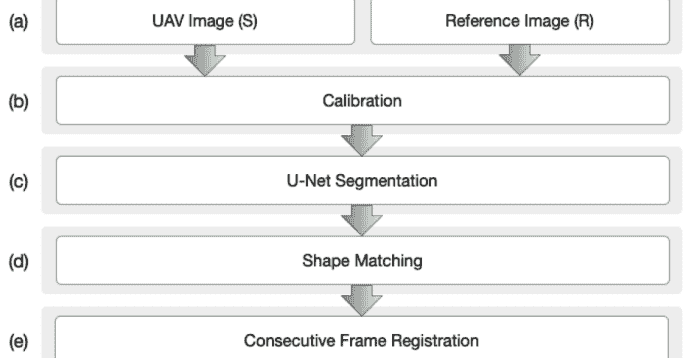 (a) UAV Image (S) Reference Image (R)
(b) Calibration
(c) U-Net Segmentation
(d) Shape Matching
(e) Consecutive Frame Registration